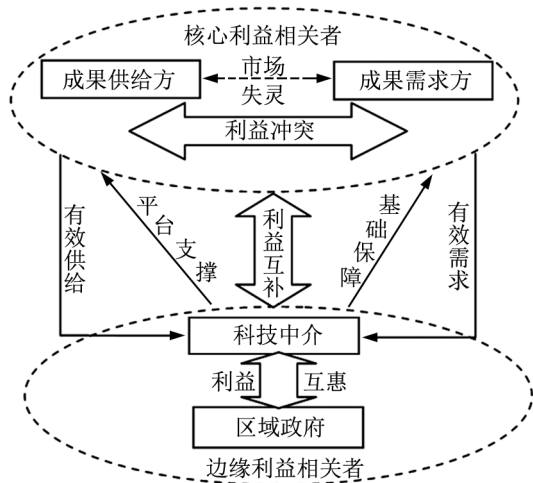 核心利益相关者
成果供给方
市场
失灵
成果需求方
利益冲突
有效供给
平台支撑
利益互补
基础保障
有效需求
科技中介
利益
互惠
区域政府
边缘利益相关者